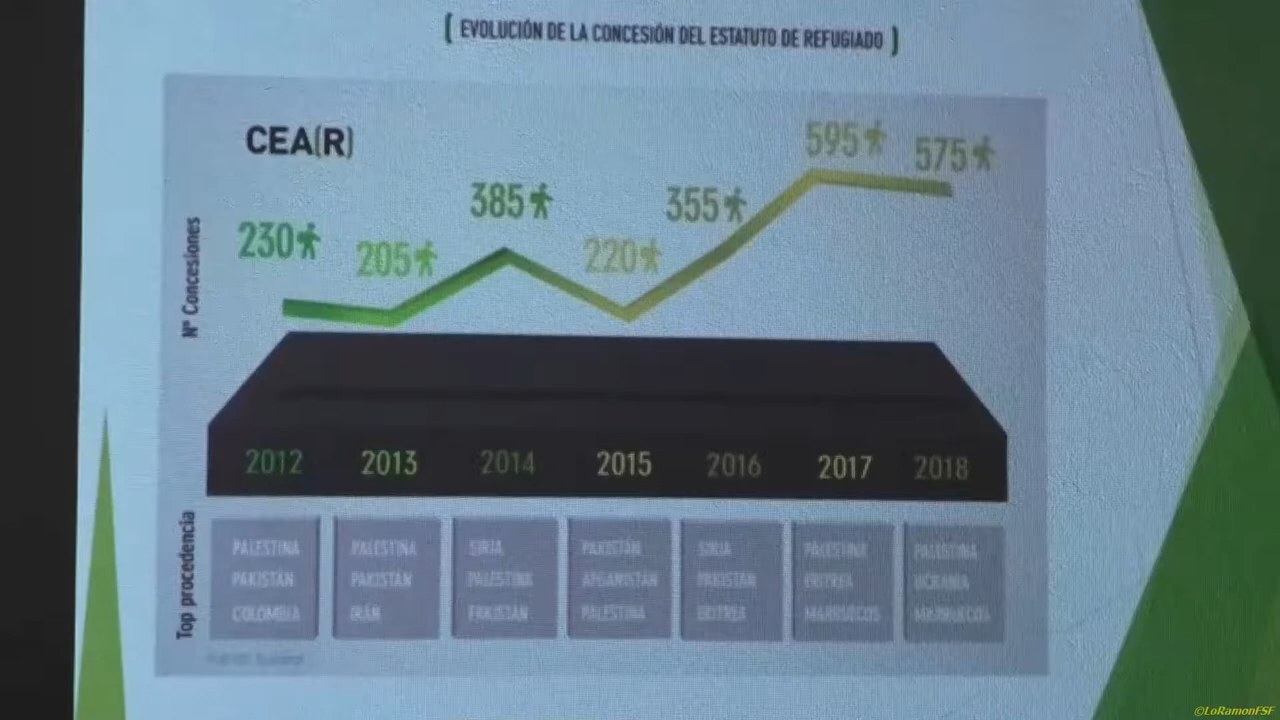 ( EVOLUCIÓN DE LA CONCESIÓN DEL ESTATUTO DE REFUGIADO )
CEA(R)
Nº Concesiones
230
205
385
220
355
595
575
2012
2013
2014
2015
2016
2017
2018
Top procedencia
PALESTINA
PAKISTÁN
COLOMBIA
PALESTINA
PAKISTÁN
IRÁN
SIRIA
PALESTINA
PAKISTÁN
PAKISTÁN
AFGANISTÁN
PALESTINA
SIRIA
PAKISTÁN
ERITREA
PALESTINA
ERITREA
MARRUECOS
PALESTINA
UCRANIA
MARRUECOS
©LoRamonFSF